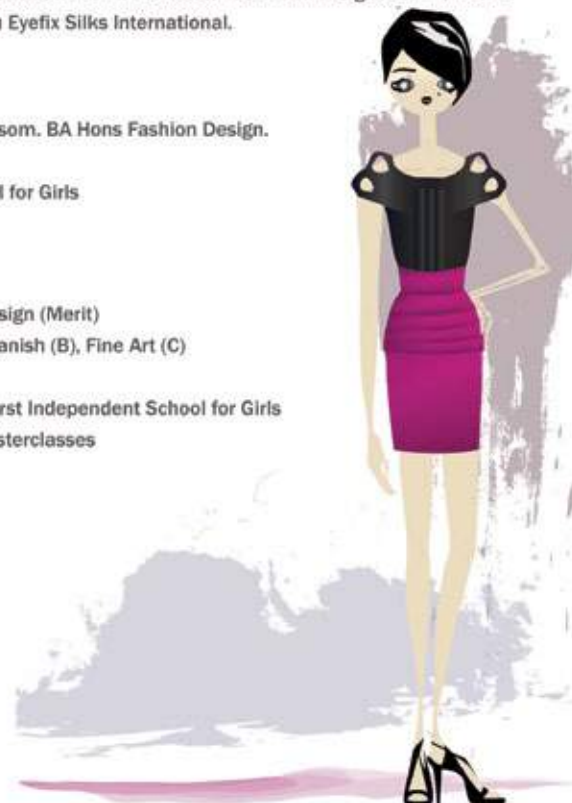 Eyefix Silks International.
som. BA Hons Fashion Design.
l for Girls
sign (Merit)
anish (B), Fine Art (C)
rst Independent School for Girls
sterclasses